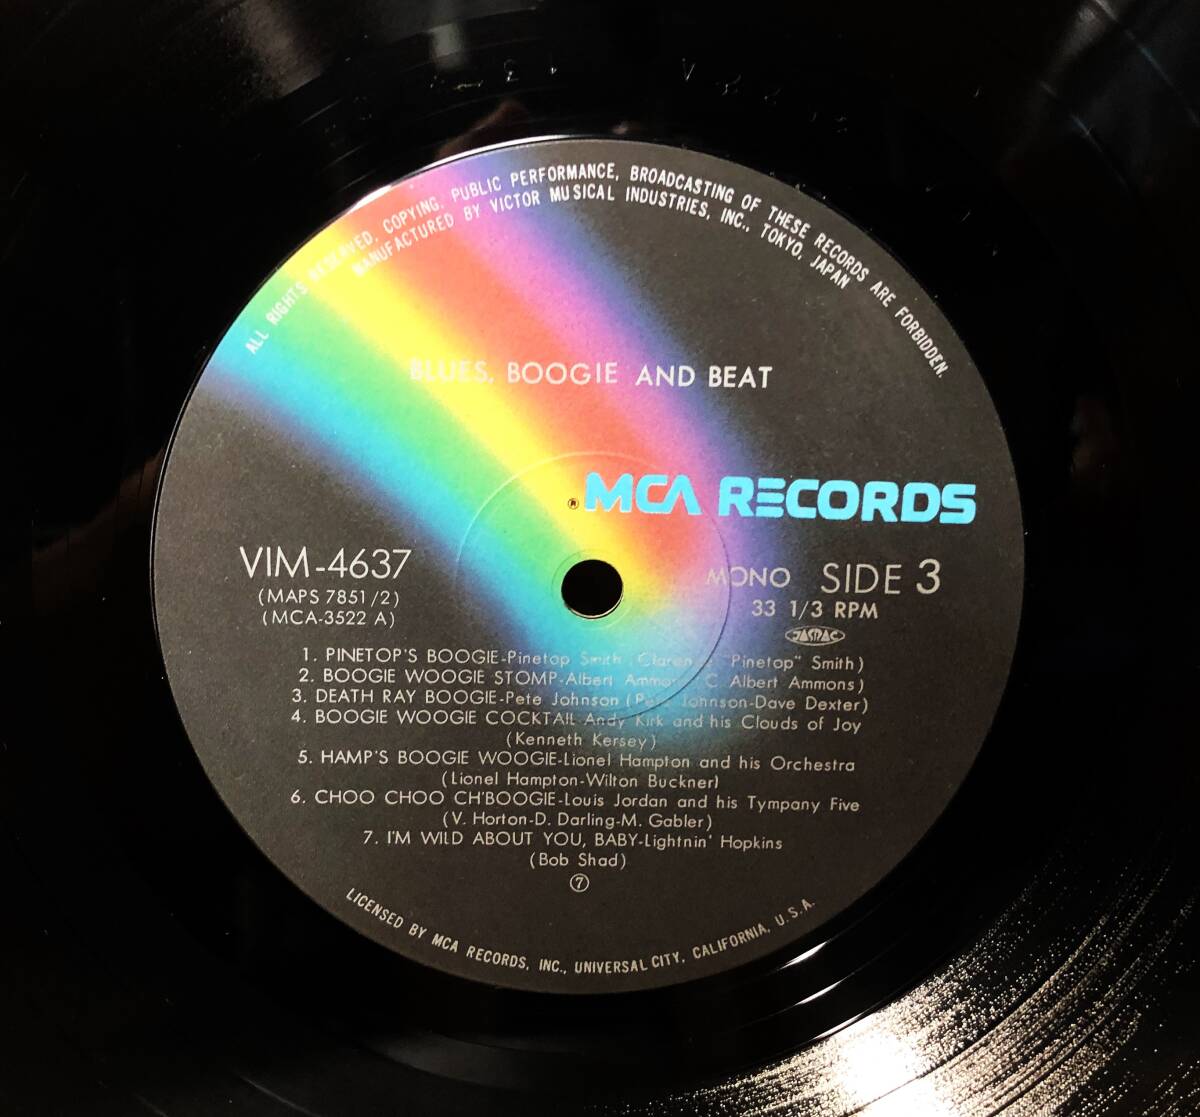 ALL RIGHTS RESERVED. COPYING. PUBLIC PERFORMANCE, BROADCASTING OF THESE RECORDS ARE FORBIDDEN.
MANUFACTURED BY VICTOR MUSICAL INDUSTRIES, INC., TOKYO, JAPAN
BLUES, BOOGIE AND BEAT
® MCA RECORDS
VIM-4637
(MAPS 7851/2)
(MCA-3522 A)
MONO SIDE 3
33 1/3 RPM
JASRAC
1. PINETOP'S BOOGIE-Pinetop Smith "Pinetop" Smith)
2. BOOGIE WOOGIE STOMP-Albert C. Albert Ammons)
3. DEATH RAY BOOGIE-Pete Johnson Johnson-Dave Dexter)
4. BOOGIE WOOGIE COCKTAIL-Andy Kirk and his Clouds of Joy
(Kenneth Kersey)
5. HAMP'S BOOGIE WOOGIE-Lionel Hampton and his Orchestra
(Lionel Hampton-Wilton Buckner)
6. CHOO CHOO CH'BOOGIE-Louis Jordan and his Tympany Five
(V. Horton-D. Darling-M. Gabler)
7. I'M WILD ABOUT YOU, BABY-Lightnin' Hopkins
(Bob Shad)
⑦
LICENSED BY MCA RECORDS, INC., UNIVERSAL CITY, CALIFORNIA, U.S.A.